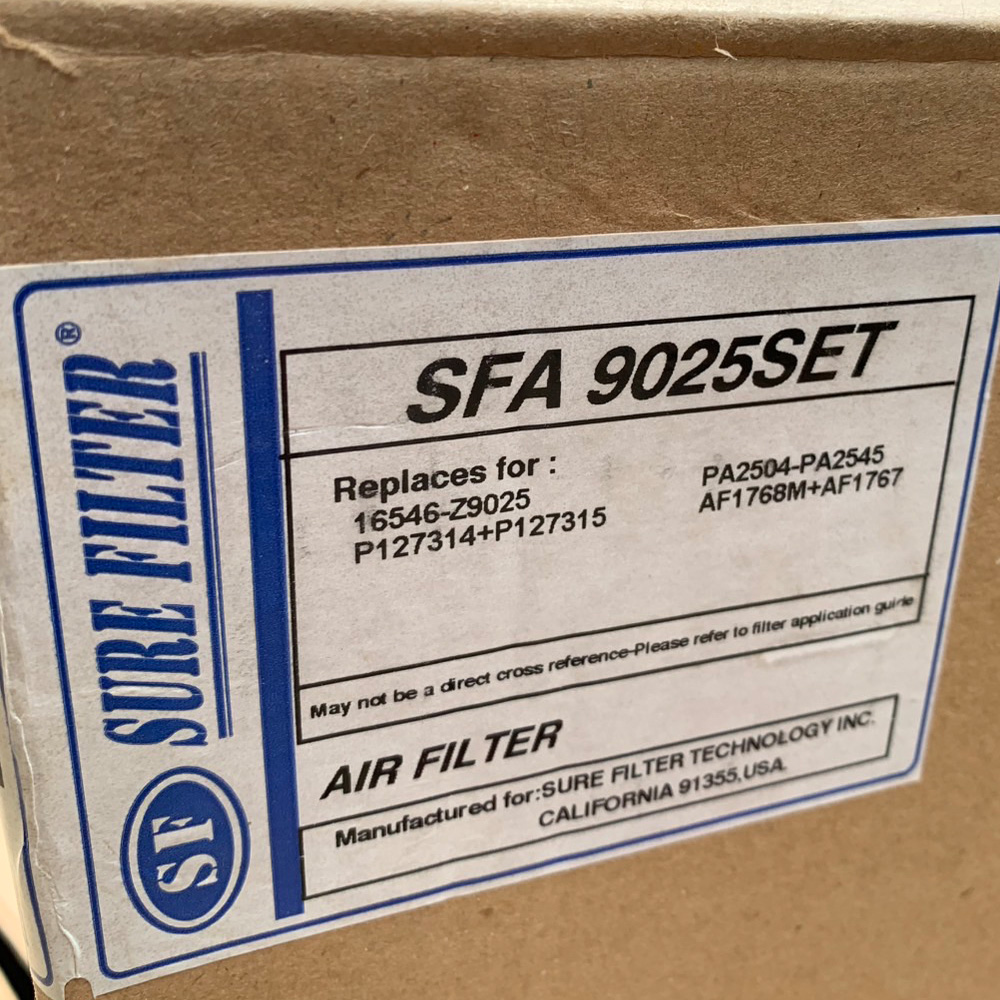 SURE FILTER®
SF
SFA 9025SET
Replaces for :
16546-Z9025
P127314+P127315
PA2504-PA2545
AF1768M+AF1767
May not be a direct cross reference-Please refer to filter application guide
AIR FILTER
Manufactured for:SURE FILTER TECHNOLOGY INC.
CALIFORNIA 91355,USA.